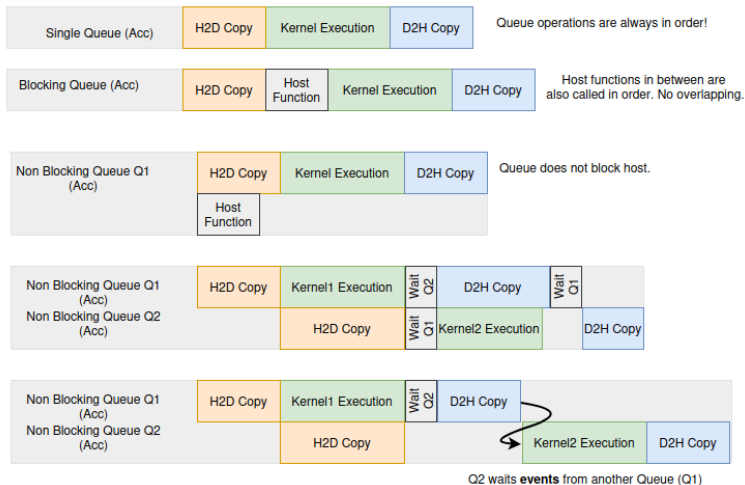 Single Queue (Acc)
H2D Copy
Kernel Execution
D2H Copy
Queue operations are always in order!
Blocking Queue (Acc)
H2D Copy
Host
Function
Kernel Execution
D2H Copy
Host functions in between are
also called in order. No overlapping.
Non Blocking Queue Q1
(Acc)
H2D Copy
Kernel Execution
D2H Copy
Queue does not block host.
Host
Function
Non Blocking Queue Q1
(Acc)
H2D Copy
Kernel1 Execution
Wait
Q2
D2H Copy
Wait
Q1
Non Blocking Queue Q2
(Acc)
H2D Copy
Wait
Q1
Kernel2 Execution
D2H Copy
Non Blocking Queue Q1
(Acc)
H2D Copy
Kernel1 Execution
Wait
Q2
D2H Copy
Non Blocking Queue Q2
(Acc)
H2D Copy
Kernel2 Execution
D2H Copy
Q2 waits events from another Queue (Q1)